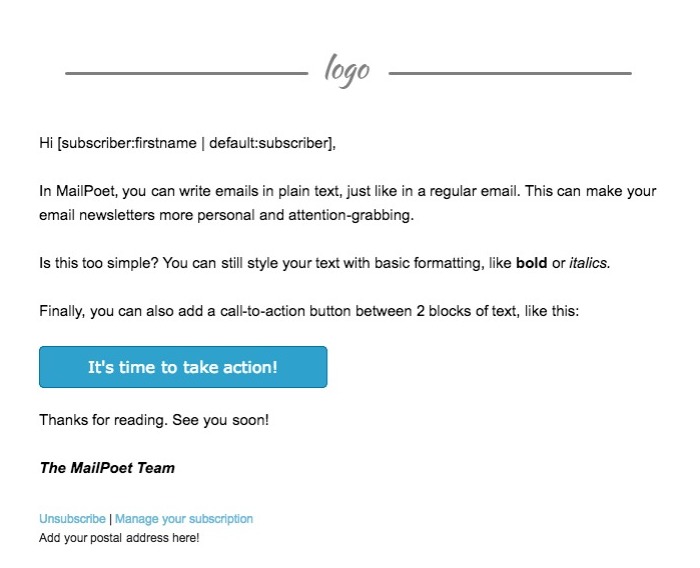 logo
Hi [subscriber:firstname | default:subscriber],
In MailPoet, you can write emails in plain text, just like in a regular email. This can make your
email newsletters more personal and attention-grabbing.
Is this too simple? You can still style your text with basic formatting, like bold or italics.
Finally, you can also add a call-to-action button between 2 blocks of text, like this:
It's time to take action!
Thanks for reading. See you soon!
The MailPoet Team
Unsubscribe | Manage your subscription
Add your postal address here!